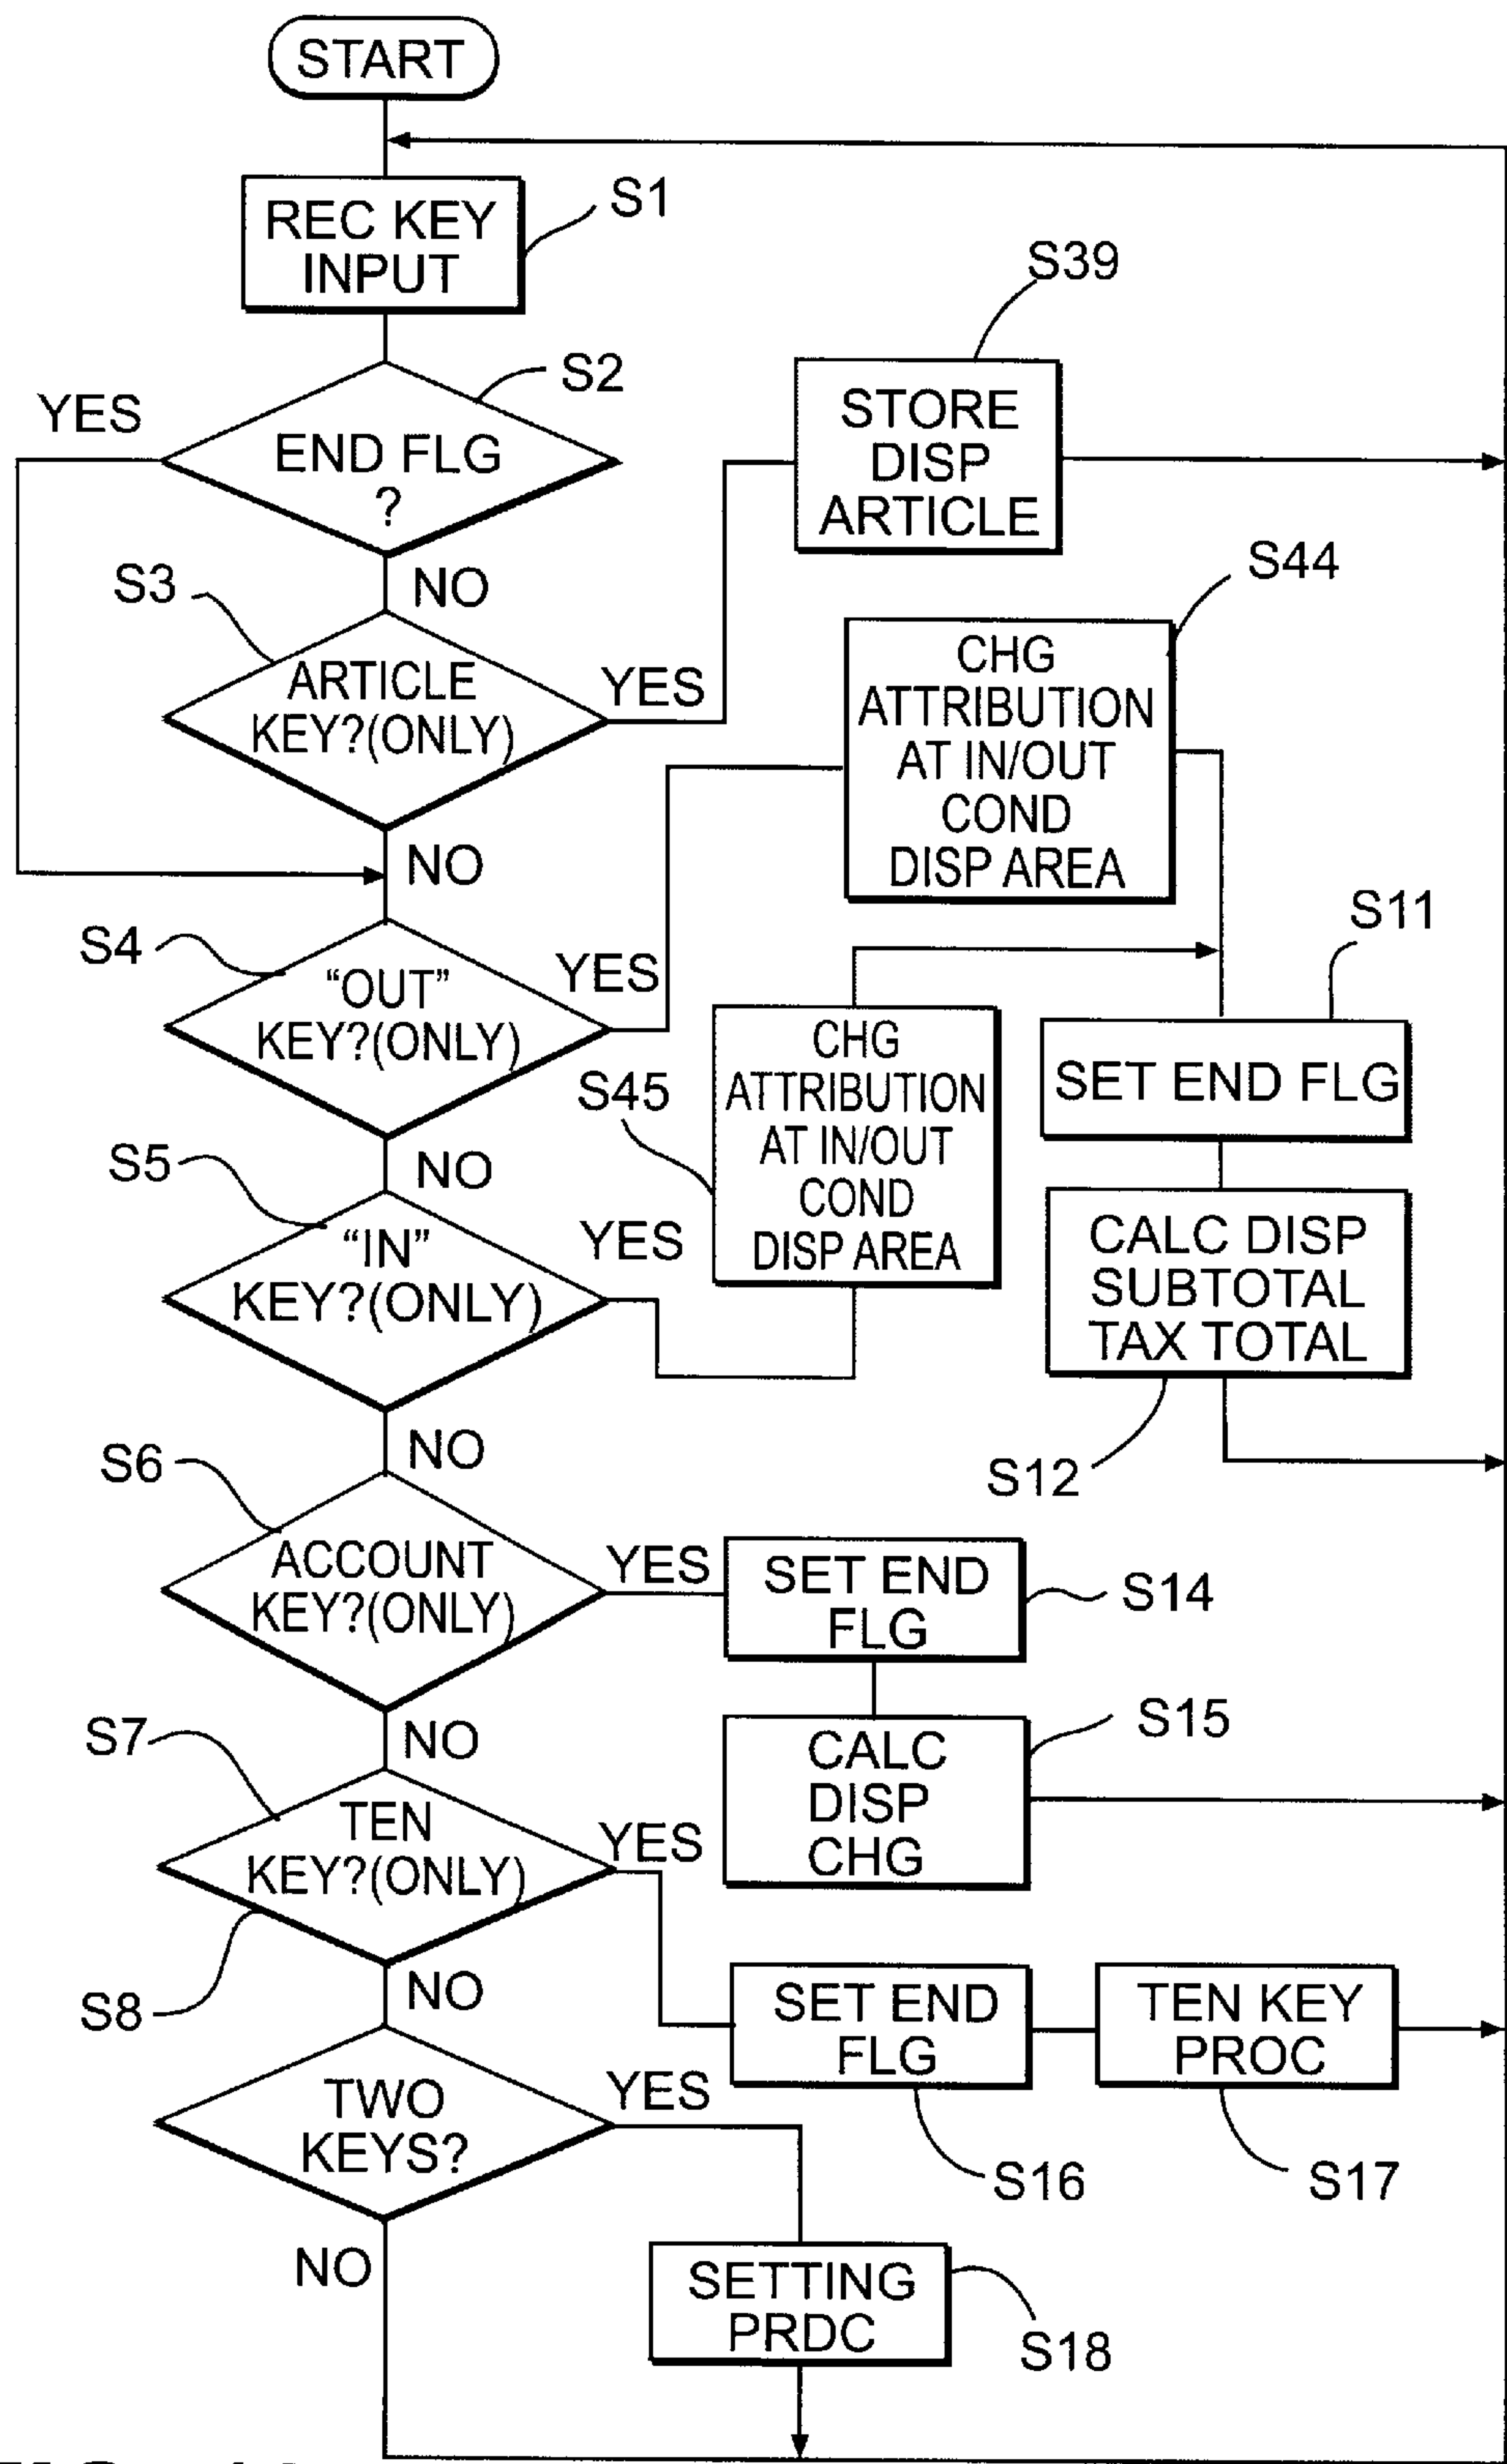 START
REC KEY
INPUT
S1
S39
S2
YES
END FLG
?
STORE
DISP
ARTICLE
NO
S3
S44
ARTICLE
KEY?(ONLY)
YES
CHG
ATTRIBUTION
AT IN/OUT
COND
DISP AREA
NO
S11
S4
"OUT"
KEY?(ONLY)
YES
CHG
ATTRIBUTION
AT IN/OUT
COND
DISP AREA
S45
SET END FLG
NO
S5
"IN"
KEY?(ONLY)
YES
CALC DISP
SUBTOTAL
TAX TOTAL
NO
S6
S12
ACCOUNT
KEY?(ONLY)
YES
SET END
FLG
S14
NO
S7
CALC
DISP
CHG
S15
TEN
KEY?(ONLY)
YES
NO
S8
SET END
FLG
TEN KEY
PROC
TWO
KEYS?
YES
S16
S17
NO
SETTING
PRDC
S18